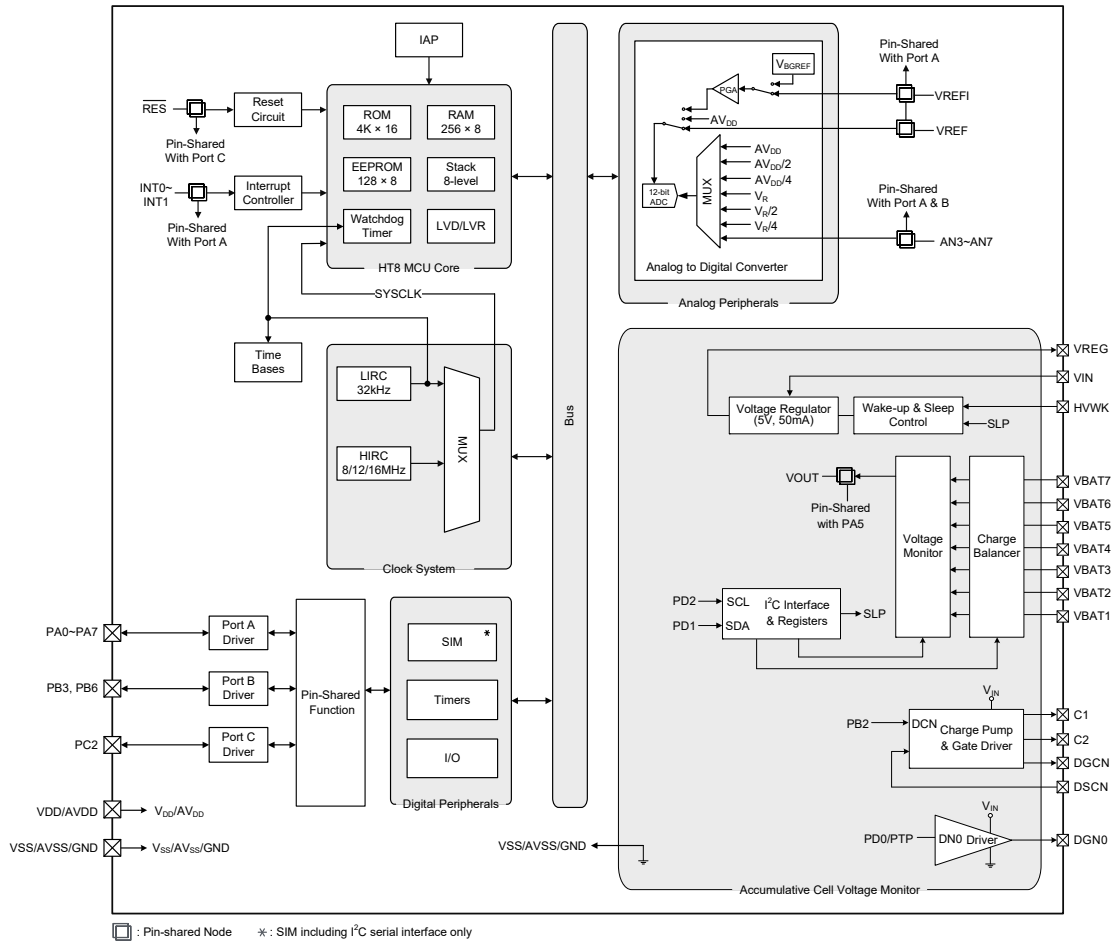 IAP
RES
Reset
Circuit
Pin-Shared
With Port C
INT0~
INT1
Interrupt
Controller
Pin-Shared
With Port A
ROM
4K × 16
RAM
256 × 8
EEPROM
128 × 8
Stack
8-level
Watchdog
Timer
LVD/LVR
HT8 MCU Core
SYSCLK
Time
Bases
LIRC
32kHz
HIRC
8/12/16MHz
MUX
Clock System
Bus
VBGREF
PGA
AVDD
12-bit
ADC
MUX
AVDD
AVDD/2
AVDD/4
VR
VR/2
VR/4
Analog to Digital Converter
Analog Peripherals
Pin-Shared
With Port A
VREFI
VREF
Pin-Shared
With Port A & B
AN3~AN7
VREG
VIN
HVWK
Voltage Regulator
(5V, 50mA)
Wake-up & Sleep
Control
SLP
VOUT
Pin-Shared
with PA5
Voltage
Monitor
Charge
Balancer
VBAT7
VBAT6
VBAT5
VBAT4
VBAT3
VBAT2
VBAT1
PD2
SCL
PD1
SDA
I²C Interface
& Registers
SLP
VIN
PB2
DCN
Charge Pump
& Gate Driver
C1
C2
DGCN
DSCN
VIN
PD0/PTP
DN0 Driver
DGN0
VSS/AVSS/GND
Accumulative Cell Voltage Monitor
PA0~PA7
Port A
Driver
PB3, PB6
Port B
Driver
PC2
Port C
Driver
Pin-Shared
Function
SIM *
Timers
I/O
Digital Peripherals
VDD/AVDD
VDD/AVDD
VSS/AVSS/GND
VSS/AVSS/GND
: Pin-shared Node
* : SIM including I²C serial interface only